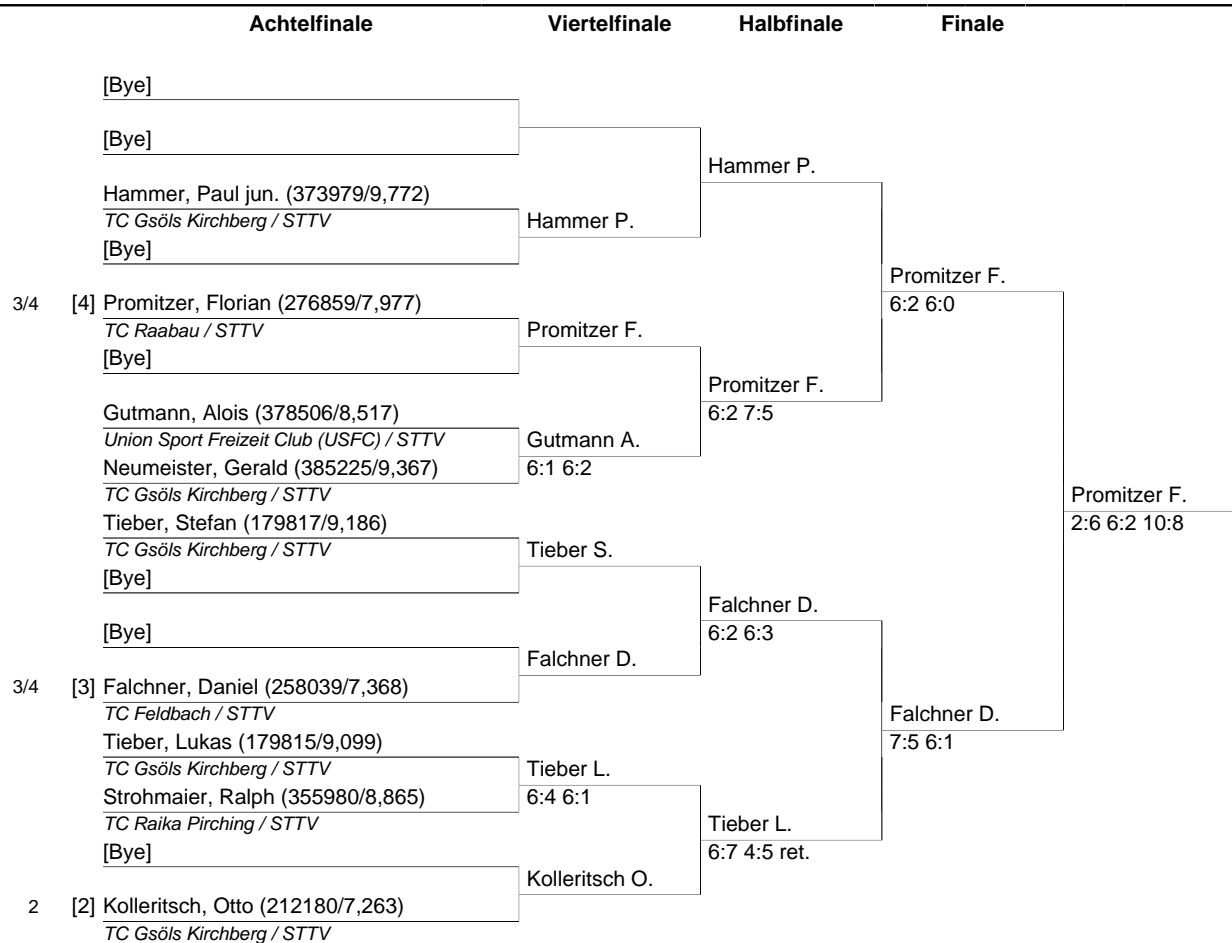 Achtelfinale Viertelfinale Halbfinale Finale
[Bye]
[Bye]
Hammer P.
Hammer, Paul jun. (373979/9,772)
TC Gsöls Kirchberg / STTV Hammer P.
[Bye]
Promitzer F.
3/4 [4] Promitzer, Florian (276859/7,977) 6:2 6:0
TC Raabau / STTV Promitzer F.
[Bye]
Promitzer F.
Gutmann, Alois (378506/8,517) 6:2 7:5
Union Sport Freizeit Club (USFC) / STTV Gutmann A.
Neumeister, Gerald (385225/9,367) 6:1 6:2
TC Gsöls Kirchberg / STTV Promitzer F.
Tieber, Stefan (179817/9,186) 2:6 6:2 10:8
TC Gsöls Kirchberg / STTV Tieber S.
[Bye]
Falchner D.
[Bye] 6:2 6:3
Falchner D.
3/4 [3] Falchner, Daniel (258039/7,368)
TC Feldbach / STTV Falchner D.
Tieber, Lukas (179815/9,099) 7:5 6:1
TC Gsöls Kirchberg / STTV Tieber L.
Strohmaier, Ralph (355980/8,865) 6:4 6:1
TC Raika Pirching / STTV Tieber L.
[Bye] 6:7 4:5 ret.
Kolleritsch O.
2 [2] Kolleritsch, Otto (212180/7,263)
TC Gsöls Kirchberg / STTV